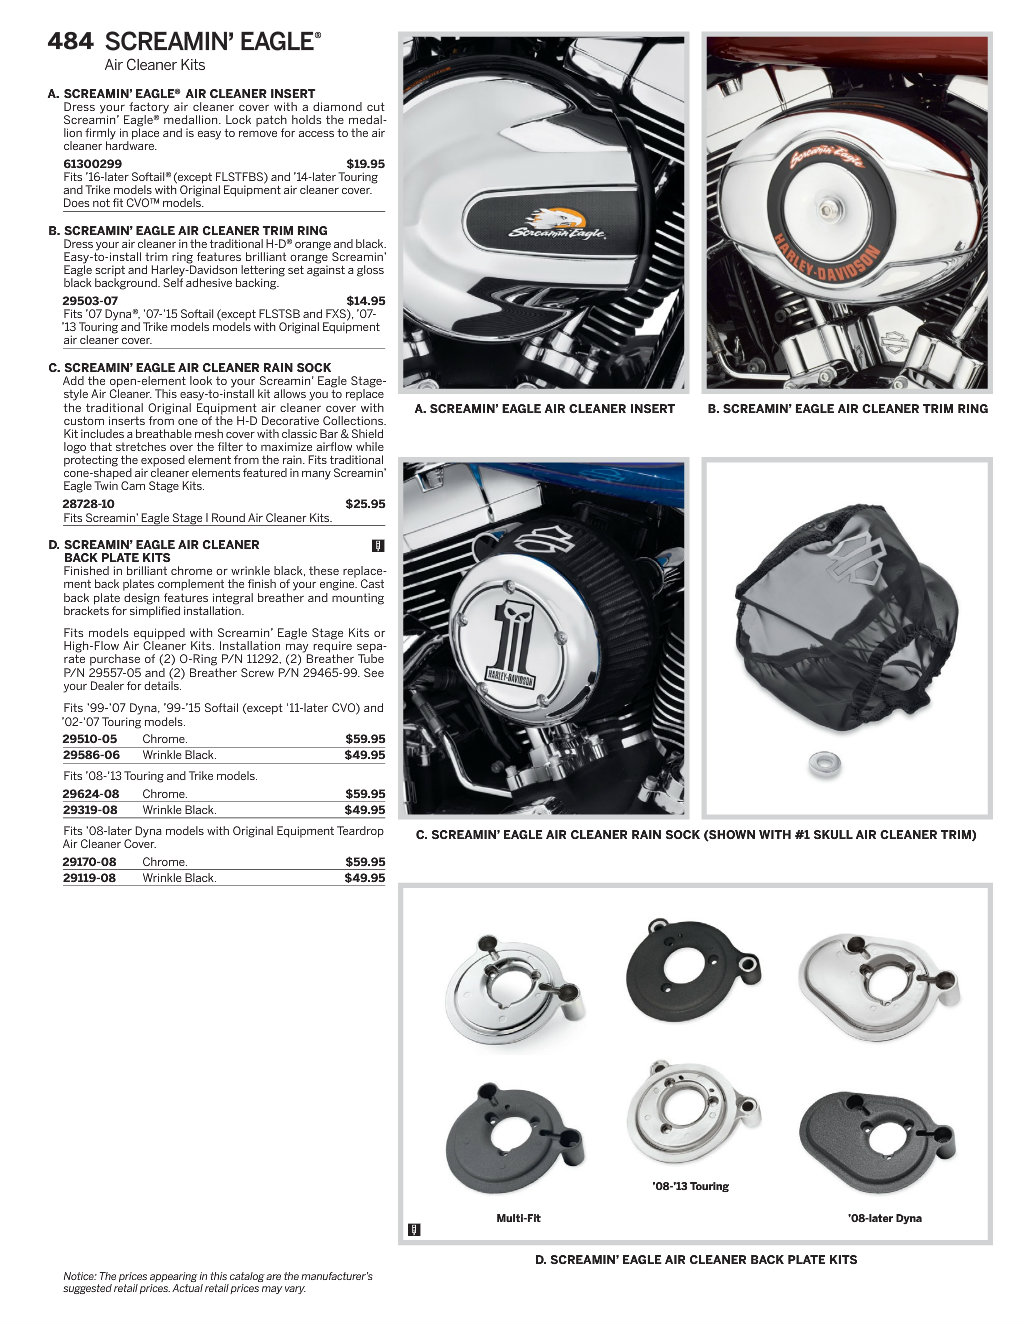 484 SCREAMIN’ EAGLE®
Air Cleaner Kits
A. SCREAMIN’ EAGLE® AIR CLEANER INSERT
Dress your factory air cleaner cover with a diamond cut
Screamin’ Eagle® medallion. Lock patch holds the medal-
lion firmly in place and is easy to remove for access to the air
cleaner hardware.
61300299 $19.95
Fits ’16-later Softail® (except FLSTFBS) and ’14-later Touring
and Trike models with Original Equipment air cleaner cover.
Does not fit CVO™ models.
B. SCREAMIN’ EAGLE AIR CLEANER TRIM RING
Dress your air cleaner in the traditional H-D® orange and black.
Easy-to-install trim ring features brilliant orange Screamin’
Eagle script and Harley-Davidson lettering set against a gloss
black background. Self adhesive backing.
29503-07 $14.95
Fits ’07 Dyna®, ’07-’15 Softail (except FLSTSB and FXS), ’07-
’13 Touring and Trike models models with Original Equipment
air cleaner cover.
C. SCREAMIN’ EAGLE AIR CLEANER RAIN SOCK
Add the open-element look to your Screamin’ Eagle Stage-
style Air Cleaner. This easy-to-install kit allows you to replace
the traditional Original Equipment air cleaner cover with
custom inserts from one of the H-D Decorative Collections.
Kit includes a breathable mesh cover with classic Bar & Shield
logo that stretches over the filter to maximize airflow while
protecting the exposed element from the rain. Fits traditional
cone-shaped air cleaner elements featured in many Screamin’
Eagle Twin Cam Stage Kits.
28728-10 $25.95
Fits Screamin’ Eagle Stage I Round Air Cleaner Kits.
D. SCREAMIN’ EAGLE AIR CLEANER
BACK PLATE KITS
Finished in brilliant chrome or wrinkle black, these replace-
ment back plates complement the finish of your engine. Cast
back plate design features integral breather and mounting
brackets for simplified installation.
Fits models equipped with Screamin’ Eagle Stage Kits or
High-Flow Air Cleaner Kits. Installation may require sepa-
rate purchase of (2) O-Ring P/N 11292, (2) Breather Tube
P/N 29557-05 and (2) Breather Screw P/N 29465-99. See
your Dealer for details.
Fits ’99-’07 Dyna, ’99-’15 Softail (except ’11-later CVO) and
’02-’07 Touring models.
29510-05 Chrome. $59.95
29586-06 Wrinkle Black. $49.95
Fits ’08-’13 Touring and Trike models.
29624-08 Chrome. $59.95
29319-08 Wrinkle Black. $49.95
Fits ’08-later Dyna models with Original Equipment Teardrop
Air Cleaner Cover.
29170-08 Chrome. $59.95
29119-08 Wrinkle Black. $49.95
Screamin’ Eagle
A. SCREAMIN’ EAGLE AIR CLEANER INSERT
Screamin’ Eagle
HARLEY-DAVIDSON
B. SCREAMIN’ EAGLE AIR CLEANER TRIM RING
1
HARLEY-DAVIDSON
C. SCREAMIN’ EAGLE AIR CLEANER RAIN SOCK (SHOWN WITH #1 SKULL AIR CLEANER TRIM)
’08-’13 Touring
Multi-Fit
’08-later Dyna
D. SCREAMIN’ EAGLE AIR CLEANER BACK PLATE KITS
Notice: The prices appearing in this catalog are the manufacturer’s
suggested retail prices. Actual retail prices may vary.